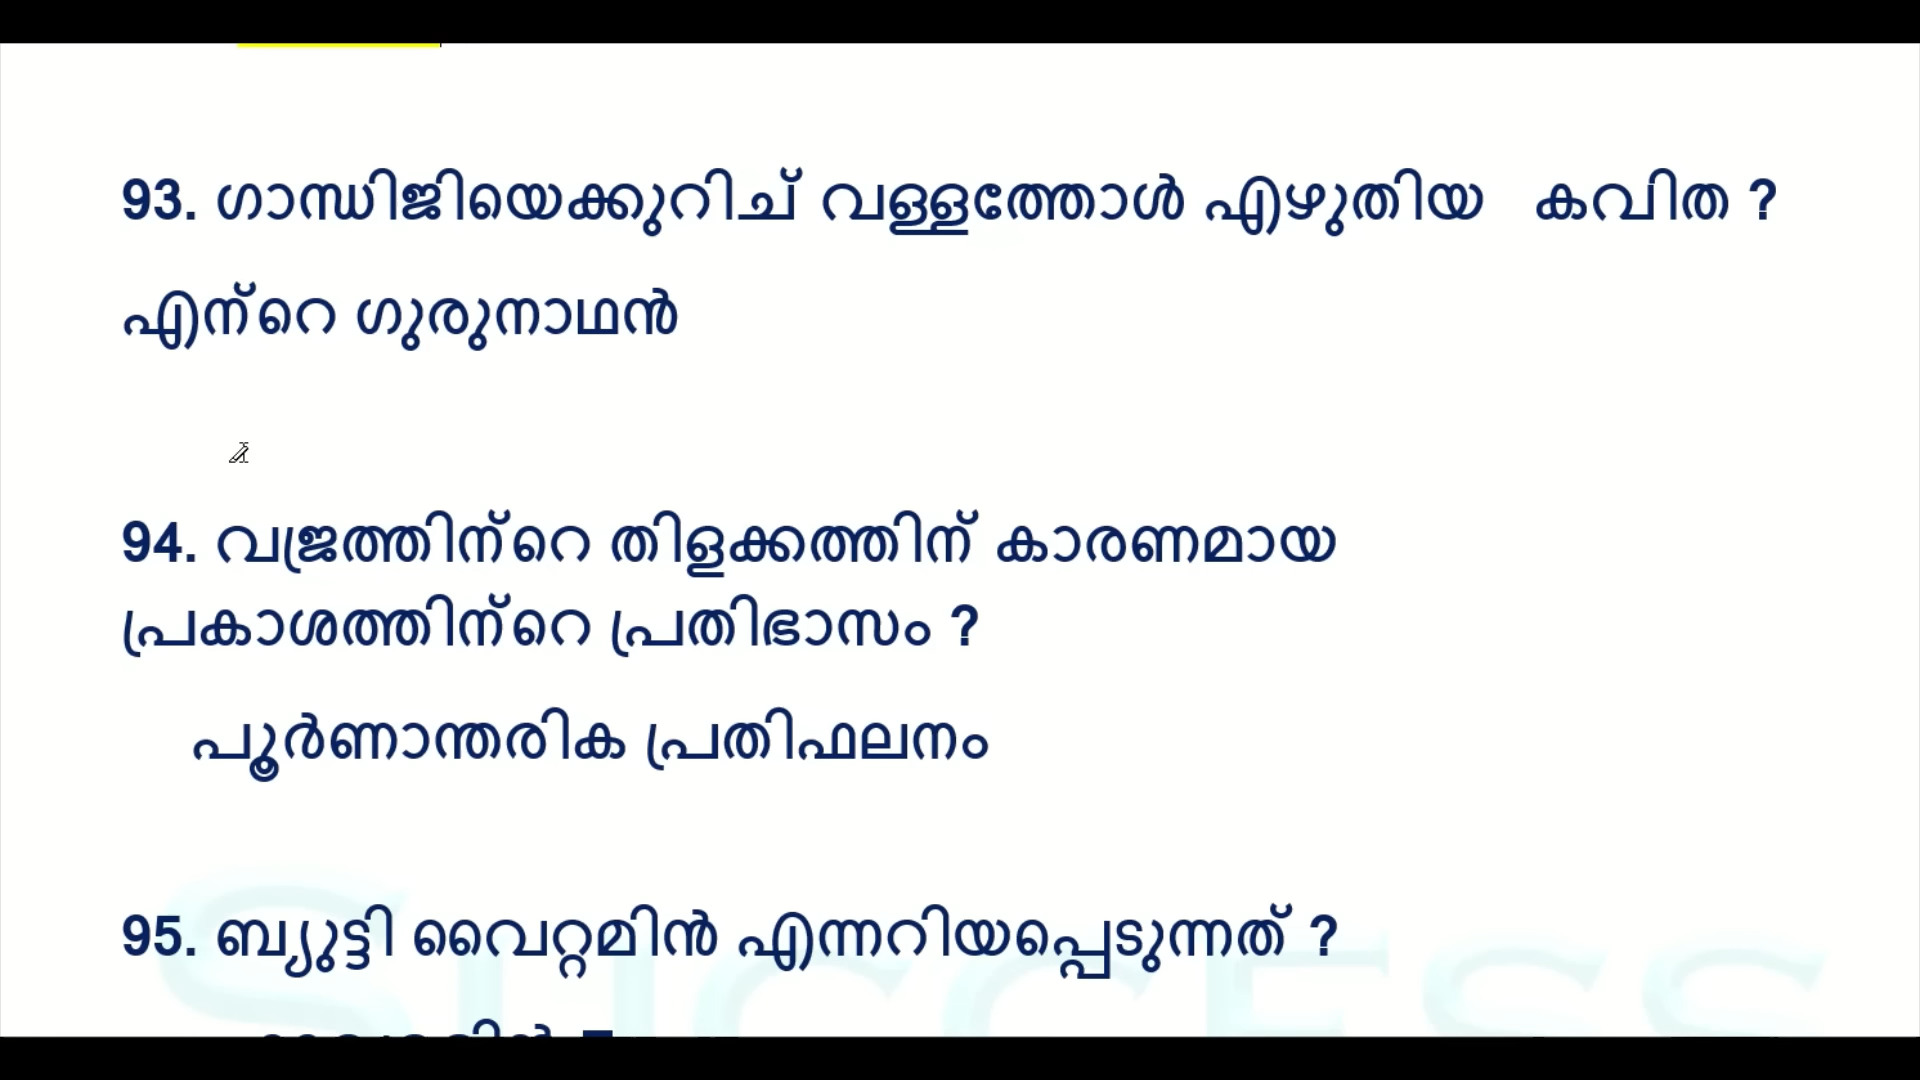 93. ഗാന്ധിജിയെക്കുറിച് വള്ളത്തോൾ എഴുതിയ കവിത ?
എന്റെ ഗുരുനാഥൻ
94. വജ്രത്തിന്റെ തിളക്കത്തിന് കാരണമായ
പ്രകാശത്തിന്റെ പ്രതിഭാസം ?
പൂർണാന്തരിക പ്രതിഫലനം
95. ബ്യുട്ടി വൈറ്റമിൻ എന്നറിയപ്പെടുന്നത് ?
SUCCESS